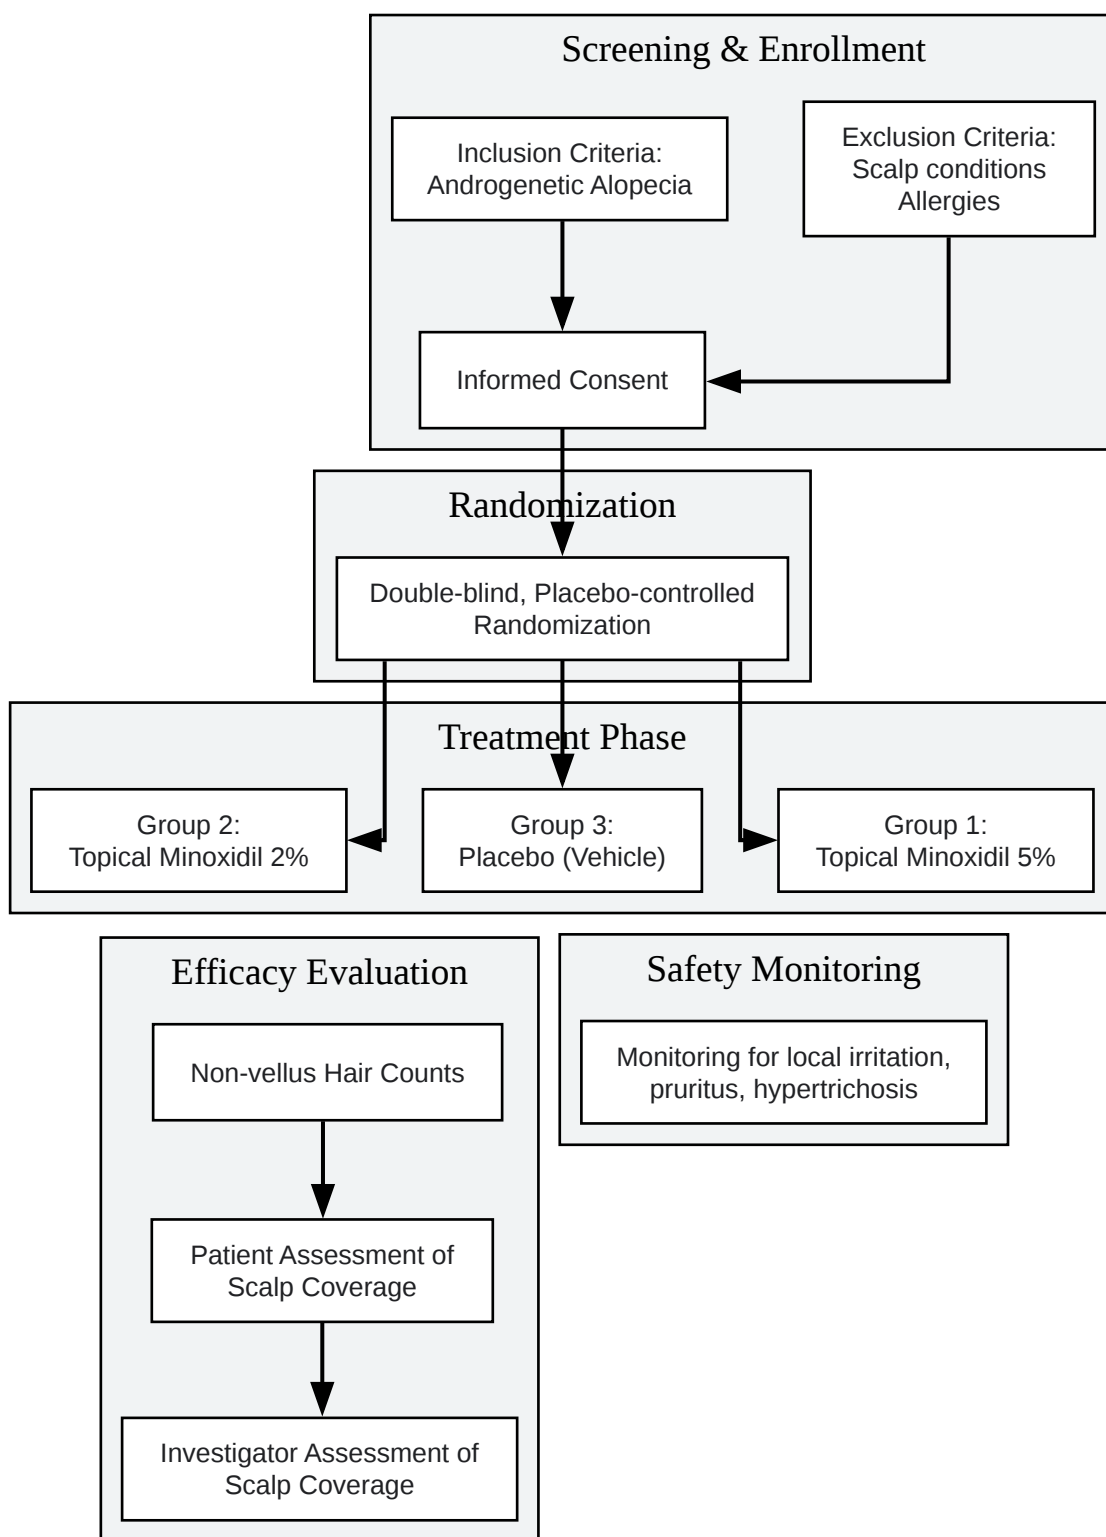 Screening & Enrollment
Inclusion Criteria:
Androgenetic Alopecia
Exclusion Criteria:
Scalp conditions
Allergies
Informed Consent
Randomization
Double-blind, Placebo-controlled
Randomization
Treatment Phase
Group 2:
Topical Minoxidil 2%
Group 3:
Placebo (Vehicle)
Group 1:
Topical Minoxidil 5%
Efficacy Evaluation
Non-vellus Hair Counts
Patient Assessment of
Scalp Coverage
Investigator Assessment of
Scalp Coverage
Safety Monitoring
Monitoring for local irritation,
pruritus, hypertrichosis